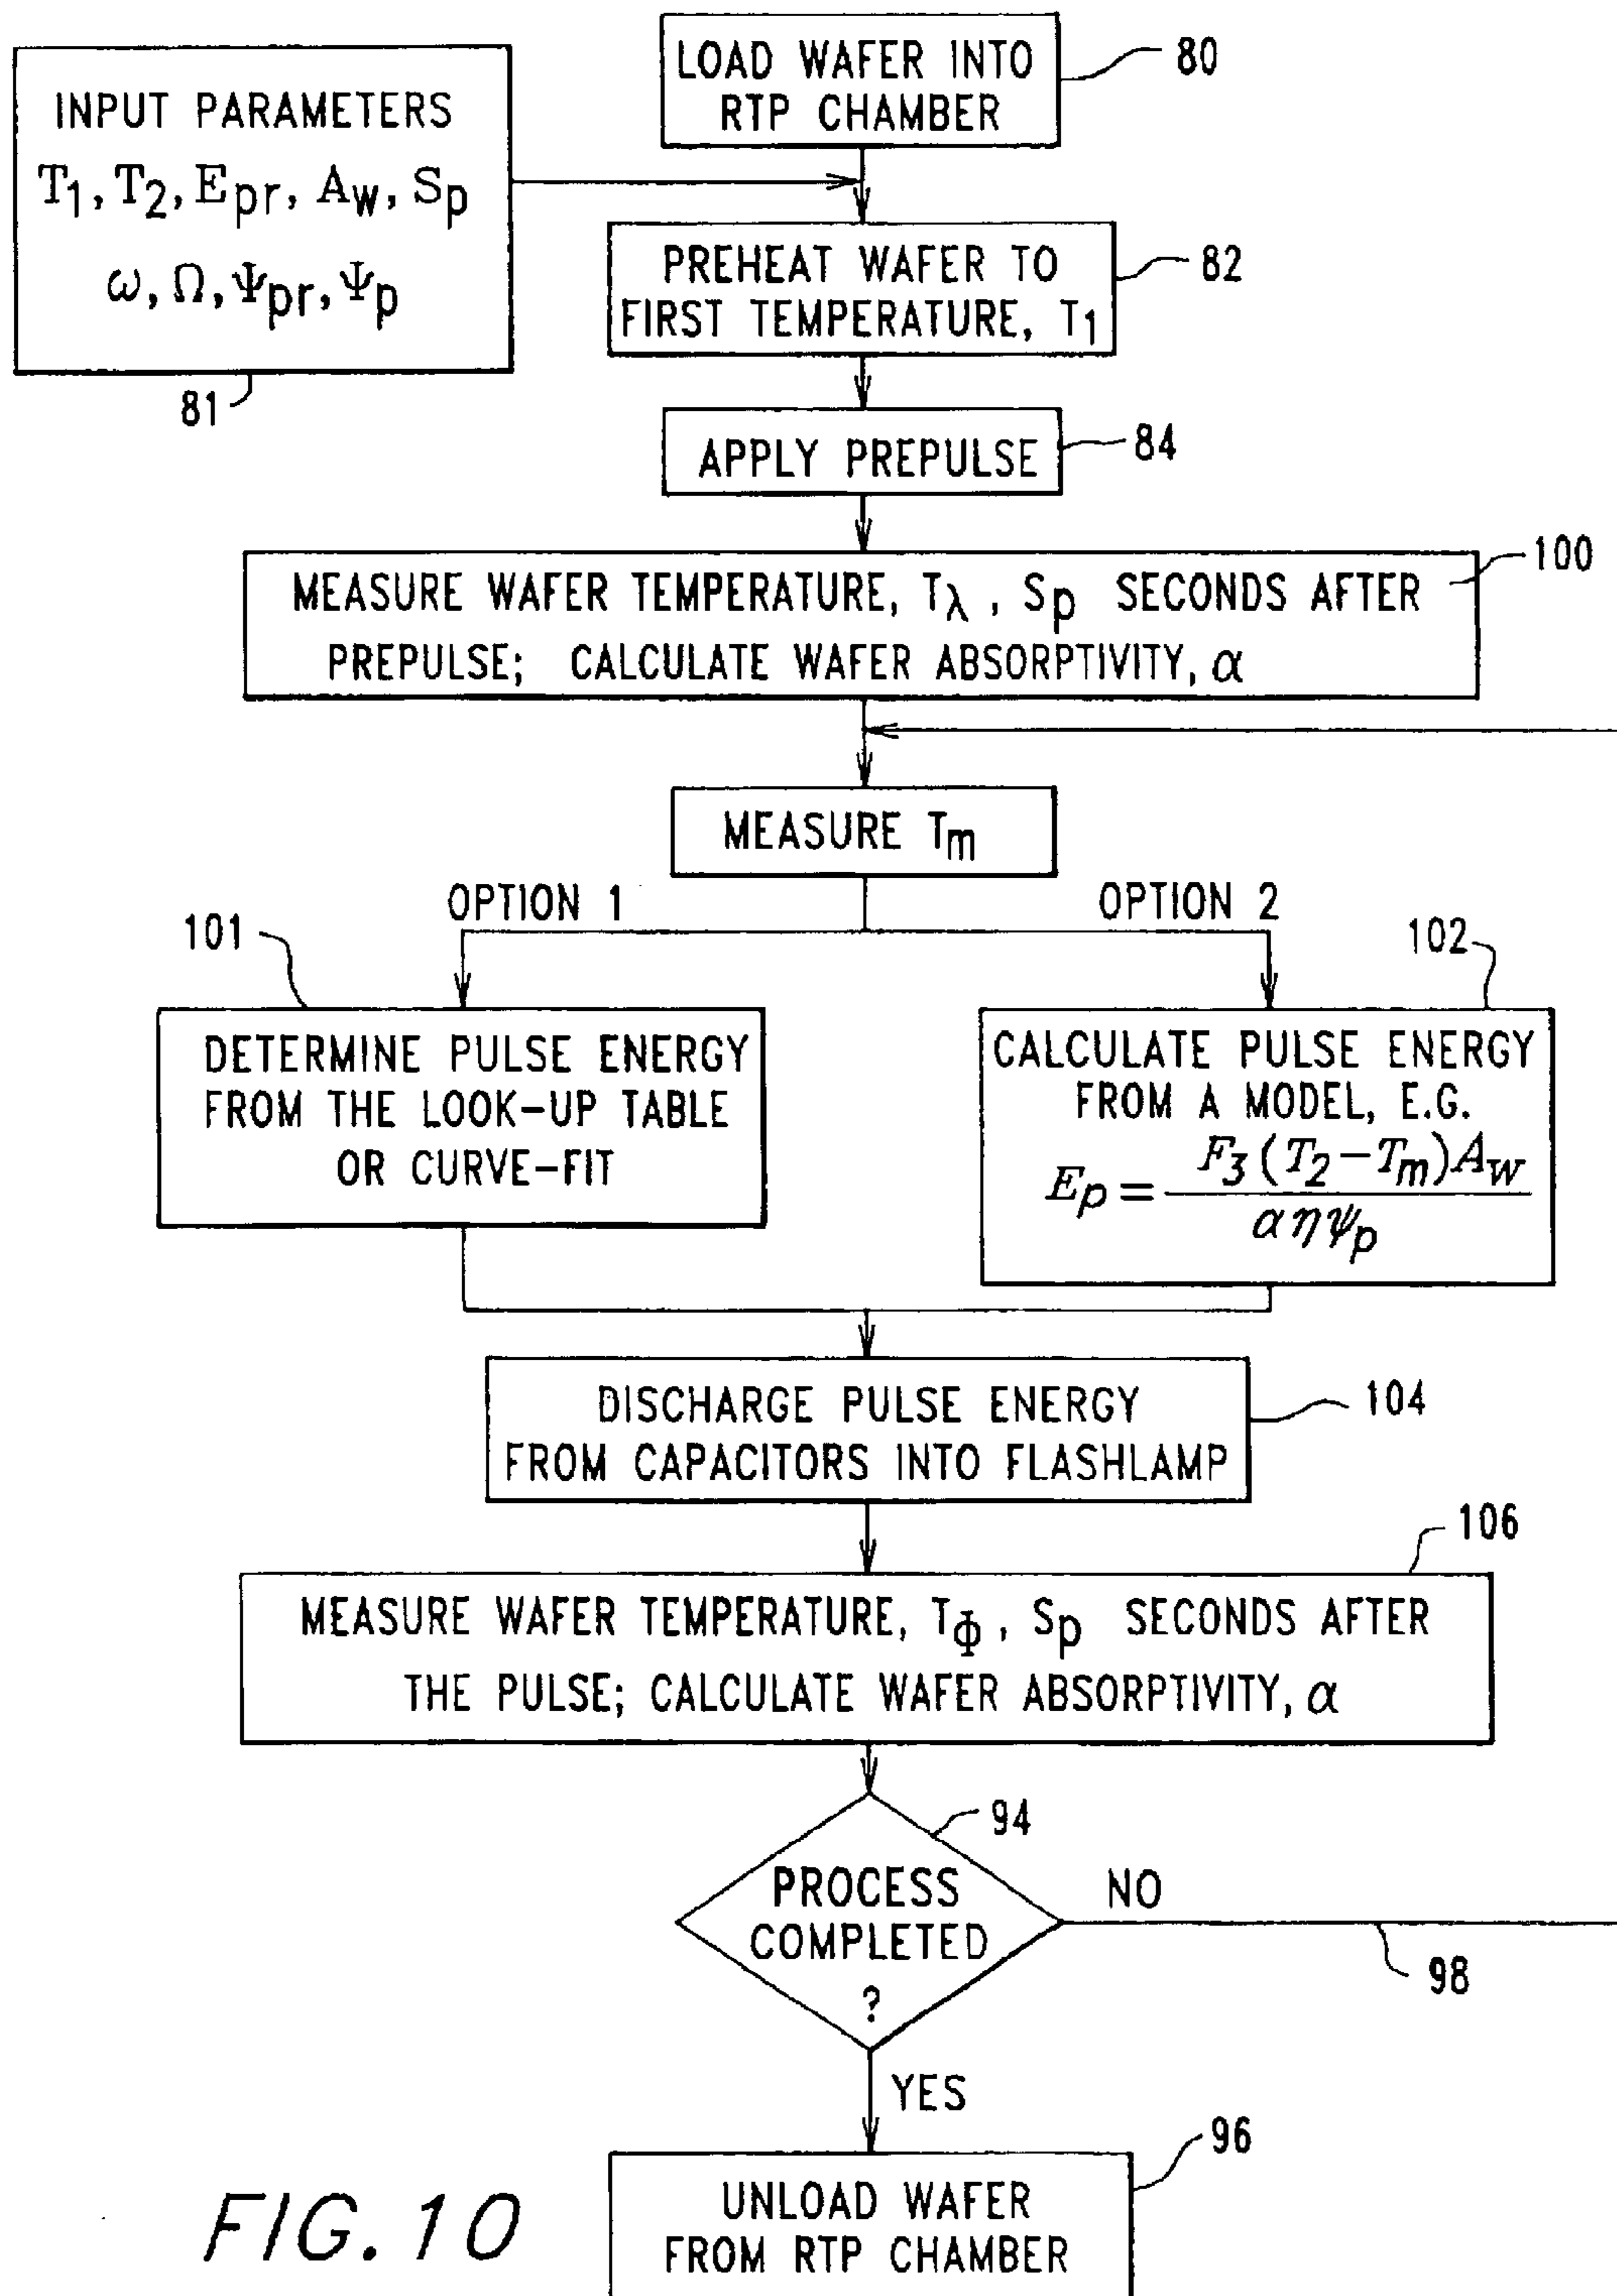 LOAD WAFER INTO
RTP CHAMBER
80
INPUT PARAMETERS
T1, T2, Epr, Aw, Sp
ω, Ω, Ψpr, Ψp
81
PREHEAT WAFER TO
FIRST TEMPERATURE, T1
82
APPLY PREPULSE
84
MEASURE WAFER TEMPERATURE, Tλ, Sp SECONDS AFTER
PREPULSE; CALCULATE WAFER ABSORPTIVITY, α
100
MEASURE Tm
OPTION 1
OPTION 2
101
DETERMINE PULSE ENERGY
FROM THE LOOK-UP TABLE
OR CURVE-FIT
102
CALCULATE PULSE ENERGY
FROM A MODEL, E.G.
Ep = F3 (T2-Tm)Aw / αηψp
DISCHARGE PULSE ENERGY
FROM CAPACITORS INTO FLASHLAMP
104
106
MEASURE WAFER TEMPERATURE, TΦ, Sp SECONDS AFTER
THE PULSE; CALCULATE WAFER ABSORPTIVITY, α
94
PROCESS
COMPLETED
?
NO
98
YES
96
UNLOAD WAFER
FROM RTP CHAMBER
FIG. 10